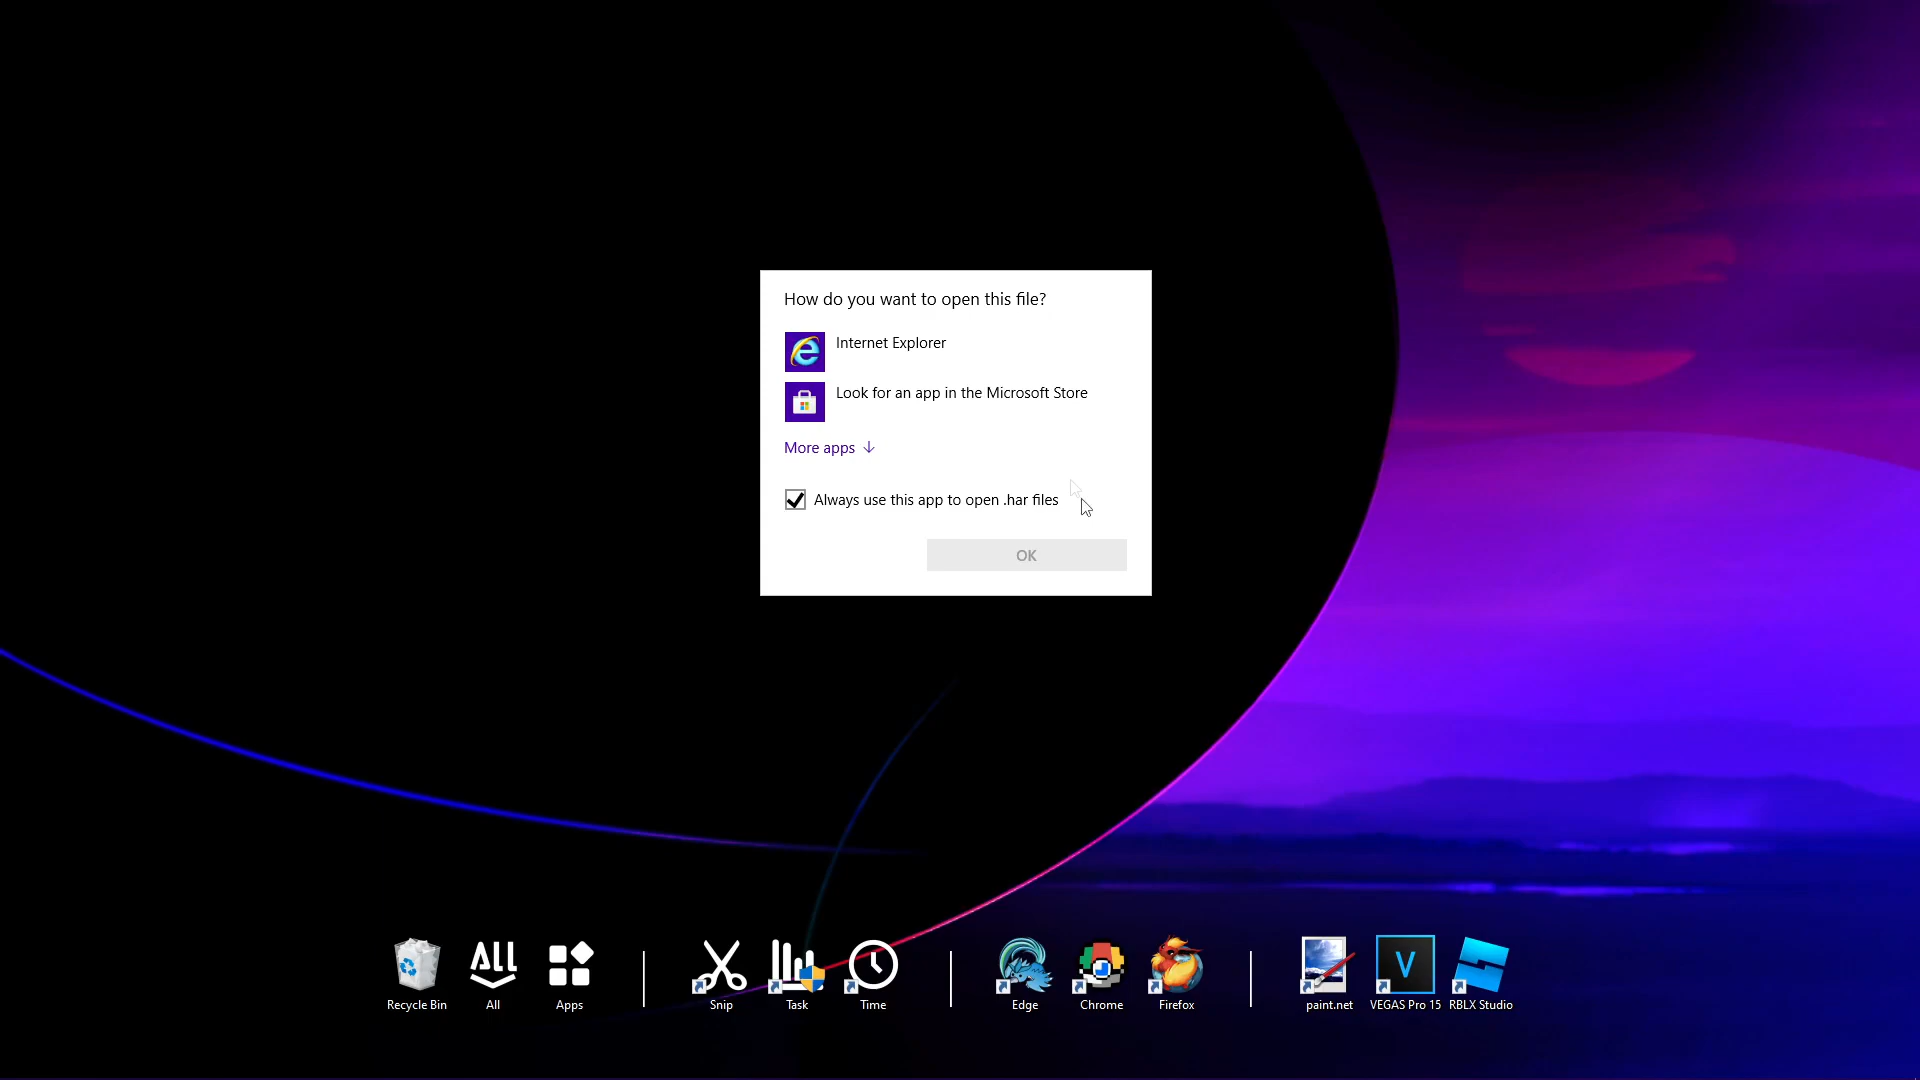 How do you want to open this file?
Internet Explorer
Look for an app in the Microsoft Store
More apps
Always use this app to open .har files
OK
ALL
V
Recycle Bin
All
Apps
Snip
Task
Time
Edge
Chrome
Firefox
paint.net
VEGAS Pro 15
RBLX Studio